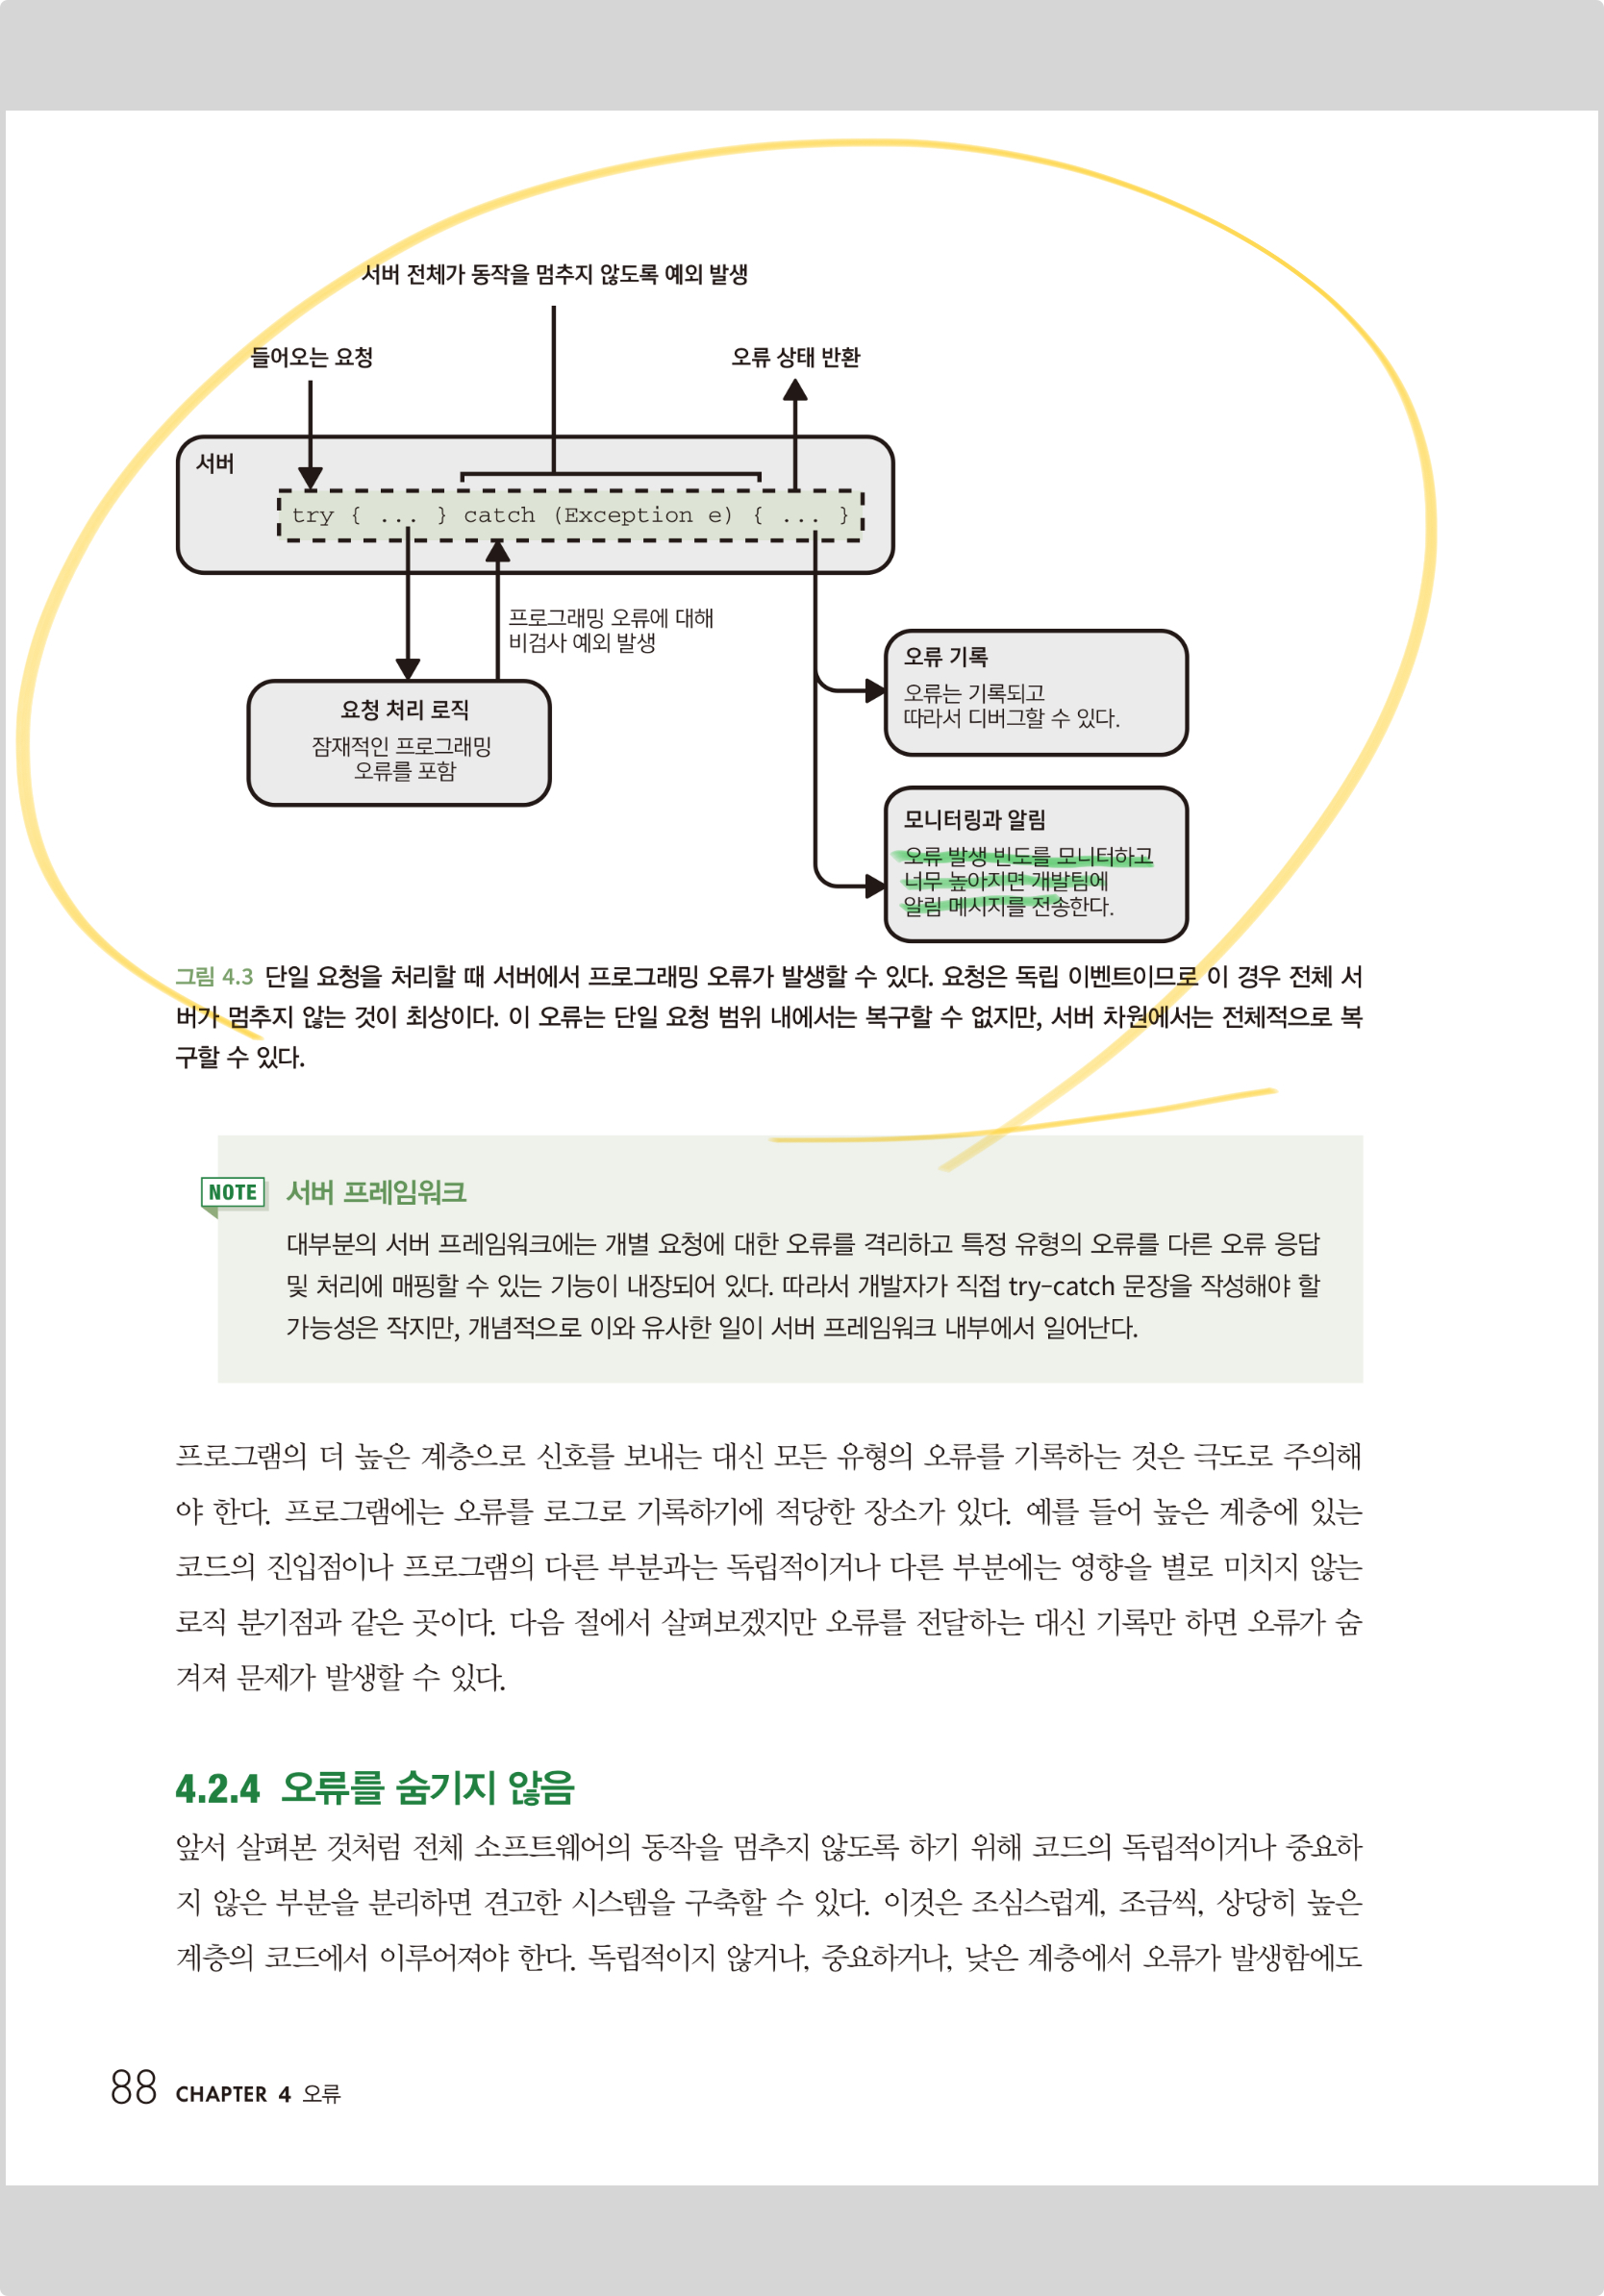 서버 전체가 동작을 멈추지 않도록 예외 발생
들어오는 요청
오류 상태 반환
서버
try { ... } catch (Exception e) { ... }
프로그래밍 오류에 대해
비검사 예외 발생
요청 처리 로직
잠재적인 프로그래밍
오류를 포함
오류 기록
오류는 기록되고
따라서 디버그할 수 있다.
모니터링과 알림
오류 발생 빈도를 모니터하고
너무 높아지면 개발팀에
알림 메시지를 전송한다.
그림 4.3 단일 요청을 처리할 때 서버에서 프로그래밍 오류가 발생할 수 있다. 요청은 독립 이벤트이므로 이 경우 전체 서
버가 멈추지 않는 것이 최상이다. 이 오류는 단일 요청 범위 내에서는 복구할 수 없지만, 서버 차원에서는 전체적으로 복
구할 수 있다.
NOTE 서버 프레임워크
대부분의 서버 프레임워크에는 개별 요청에 대한 오류를 격리하고 특정 유형의 오류를 다른 오류 응답
및 처리에 매핑할 수 있는 기능이 내장되어 있다. 따라서 개발자가 직접 try-catch 문장을 작성해야 할
가능성은 작지만, 개념적으로 이와 유사한 일이 서버 프레임워크 내부에서 일어난다.
프로그램의 더 높은 계층으로 신호를 보내는 대신 모든 유형의 오류를 기록하는 것은 극도로 주의해
야 한다. 프로그램에는 오류를 로그로 기록하기에 적당한 장소가 있다. 예를 들어 높은 계층에 있는
코드의 진입점이나 프로그램의 다른 부분과는 독립적이거나 다른 부분에는 영향을 별로 미치지 않는
로직 분기점과 같은 곳이다. 다음 절에서 살펴보겠지만 오류를 전달하는 대신 기록만 하면 오류가 숨
겨져 문제가 발생할 수 있다.
4.2.4 오류를 숨기지 않음
앞서 살펴본 것처럼 전체 소프트웨어의 동작을 멈추지 않도록 하기 위해 코드의 독립적이거나 중요하
지 않은 부분을 분리하면 견고한 시스템을 구축할 수 있다. 이것은 조심스럽게, 조금씩, 상당히 높은
계층의 코드에서 이루어져야 한다. 독립적이지 않거나, 중요하거나, 낮은 계층에서 오류가 발생함에도
88 CHAPTER 4 오류